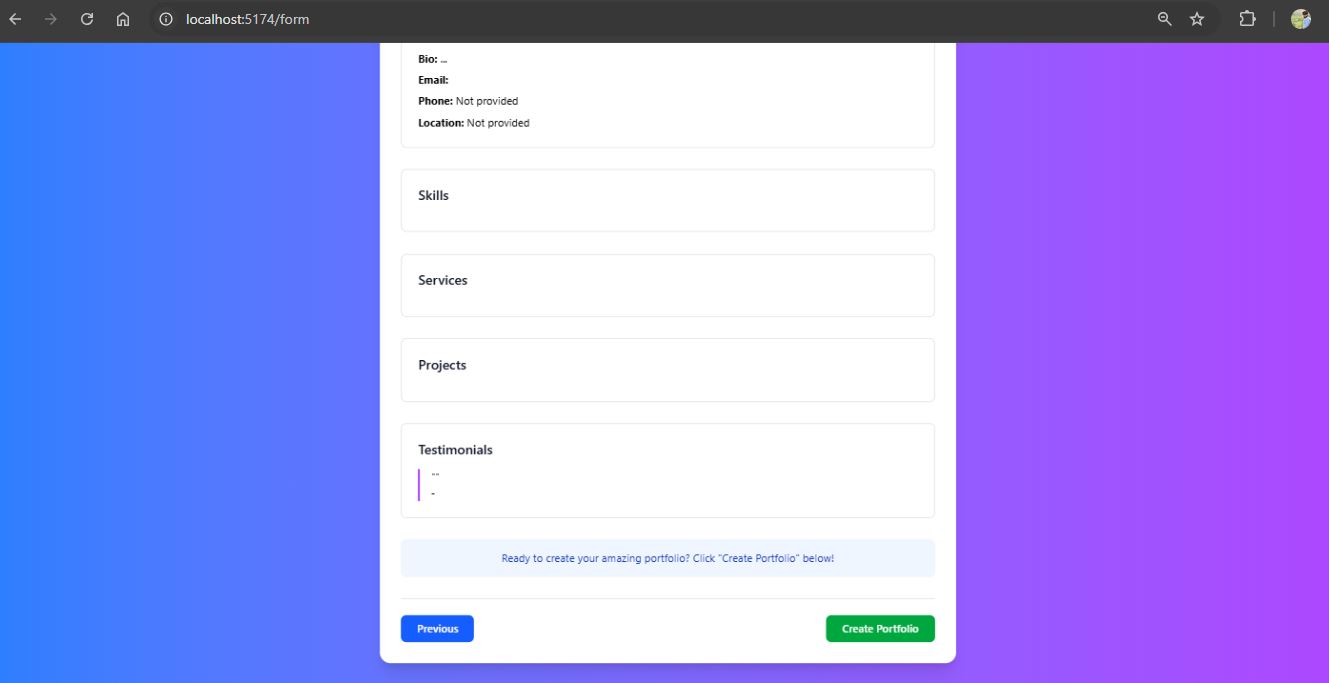 localhost:5174/form
Bio: ...
Email:
Phone: Not provided
Location: Not provided
Skills
Services
Projects
Testimonials
""
-
Ready to create your amazing portfolio? Click "Create Portfolio" below!
Previous
Create Portfolio